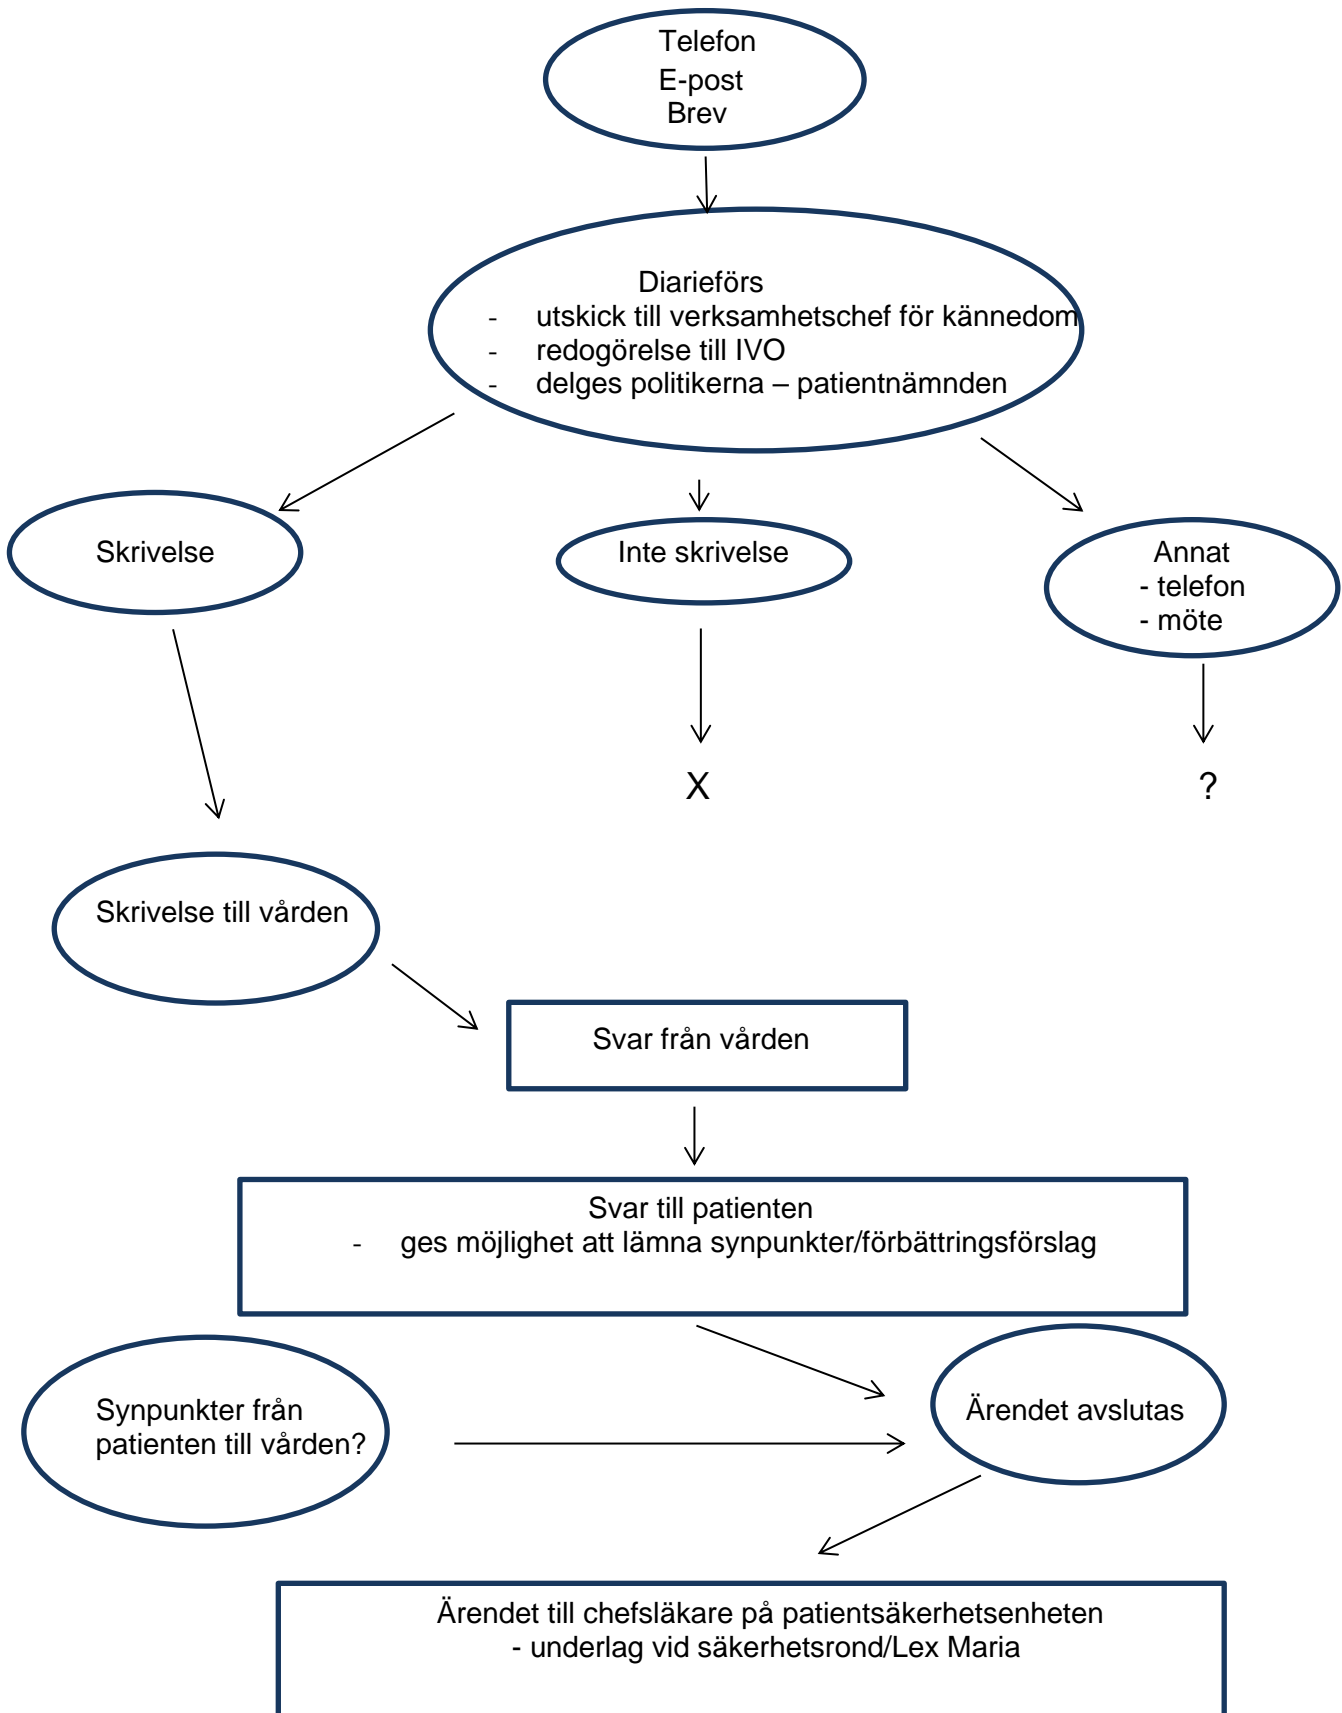 Telefon
E-post
Brev
Diarieförs
- utskick till verksamhetschef för kännedom
- redogörelse till IVO
- delges politikerna – patientnämnden
Skrivelse
Inte skrivelse
Annat
- telefon
- möte
X
?
Skrivelse till vården
Svar från vården
Svar till patienten
- ges möjlighet att lämna synpunkter/förbättringsförslag
Synpunkter från
patienten till vården?
Ärendet avslutas
Ärendet till chefsläkare på patientsäkerhetsenheten
- underlag vid säkerhetsrond/Lex Maria